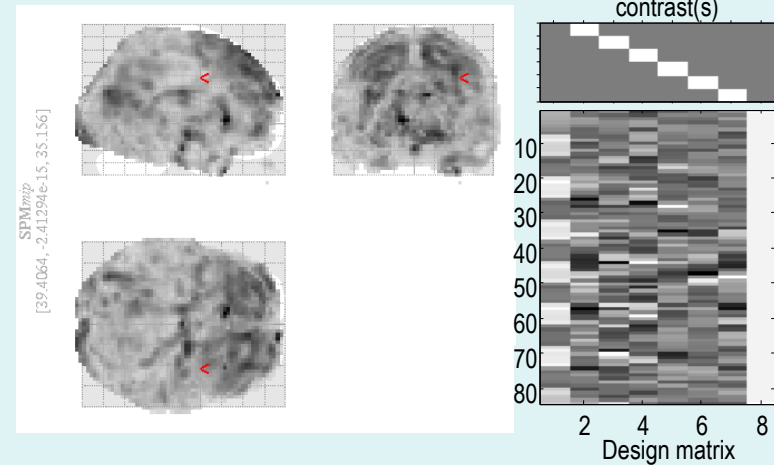 contrast(s)
SPMmip
[39.4064, -2.41294e-15, 35.156]
<
<
<
10
20
30
40
50
60
70
80
2 4 6 8
Design matrix